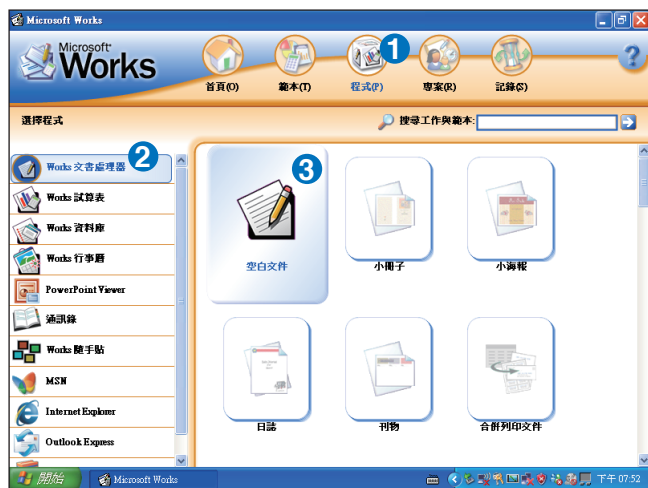 Microsoft Works
Microsoft
Works
首頁(O)
範本(T)
程式(P)
1
專案(R)
記錄(S)
?
選擇程式
搜尋工作與範本:
Works 文書處理器
2
Works 試算表
Works 資料庫
Works 行事曆
PowerPoint Viewer
通訊錄
Works 隨手貼
MSN
Internet Explorer
Outlook Express
3
空白文件
小冊子
小海報
日誌
刊物
合併列印文件
開始
Microsoft Works
下午 07:52